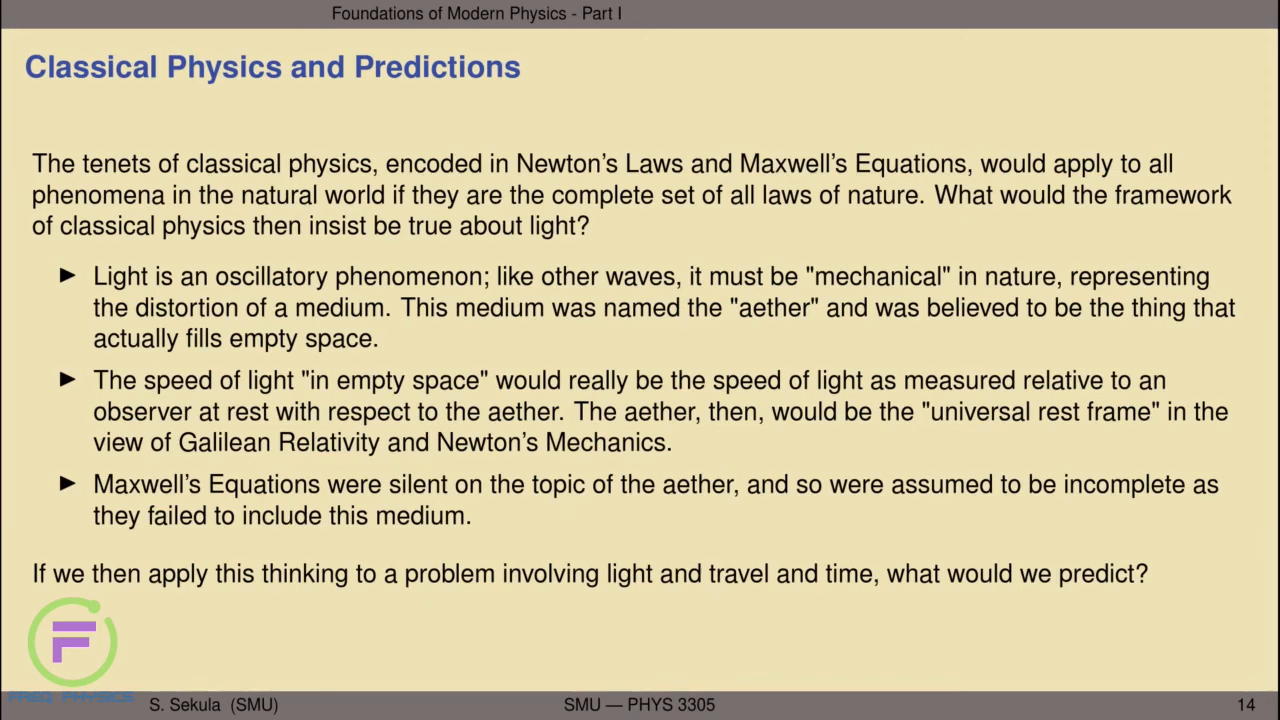 Foundations of Modern Physics - Part I
Classical Physics and Predictions
The tenets of classical physics, encoded in Newton's Laws and Maxwell's Equations, would apply to all
phenomena in the natural world if they are the complete set of all laws of nature. What would the framework
of classical physics then insist be true about light?
▶ Light is an oscillatory phenomenon; like other waves, it must be "mechanical" in nature, representing
the distortion of a medium. This medium was named the "aether" and was believed to be the thing that
actually fills empty space.
▶ The speed of light "in empty space" would really be the speed of light as measured relative to an
observer at rest with respect to the aether. The aether, then, would be the "universal rest frame" in the
view of Galilean Relativity and Newton's Mechanics.
▶ Maxwell's Equations were silent on the topic of the aether, and so were assumed to be incomplete as
they failed to include this medium.
If we then apply this thinking to a problem involving light and travel and time, what would we predict?
F
FREQ PHYSICS
S. Sekula (SMU) SMU — PHYS 3305 14